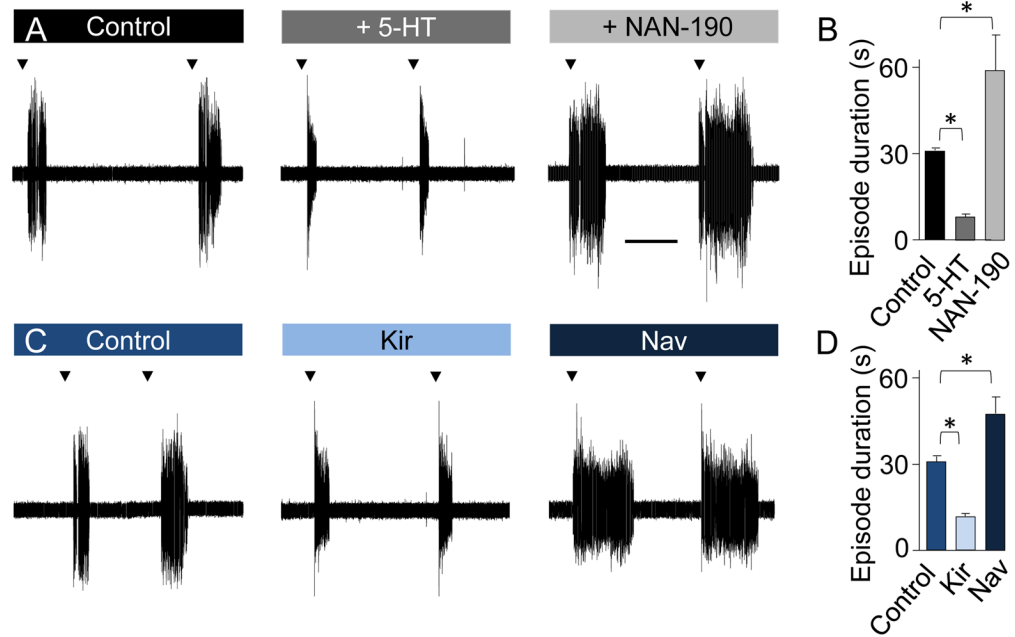 A Control
+ 5-HT
+ NAN-190
B
Episode duration (s)
60
30
0
Control
5-HT
NAN-190
*
*
C Control
Kir
Nav
D
Episode duration (s)
60
30
0
Control
Kir
Nav
*
*